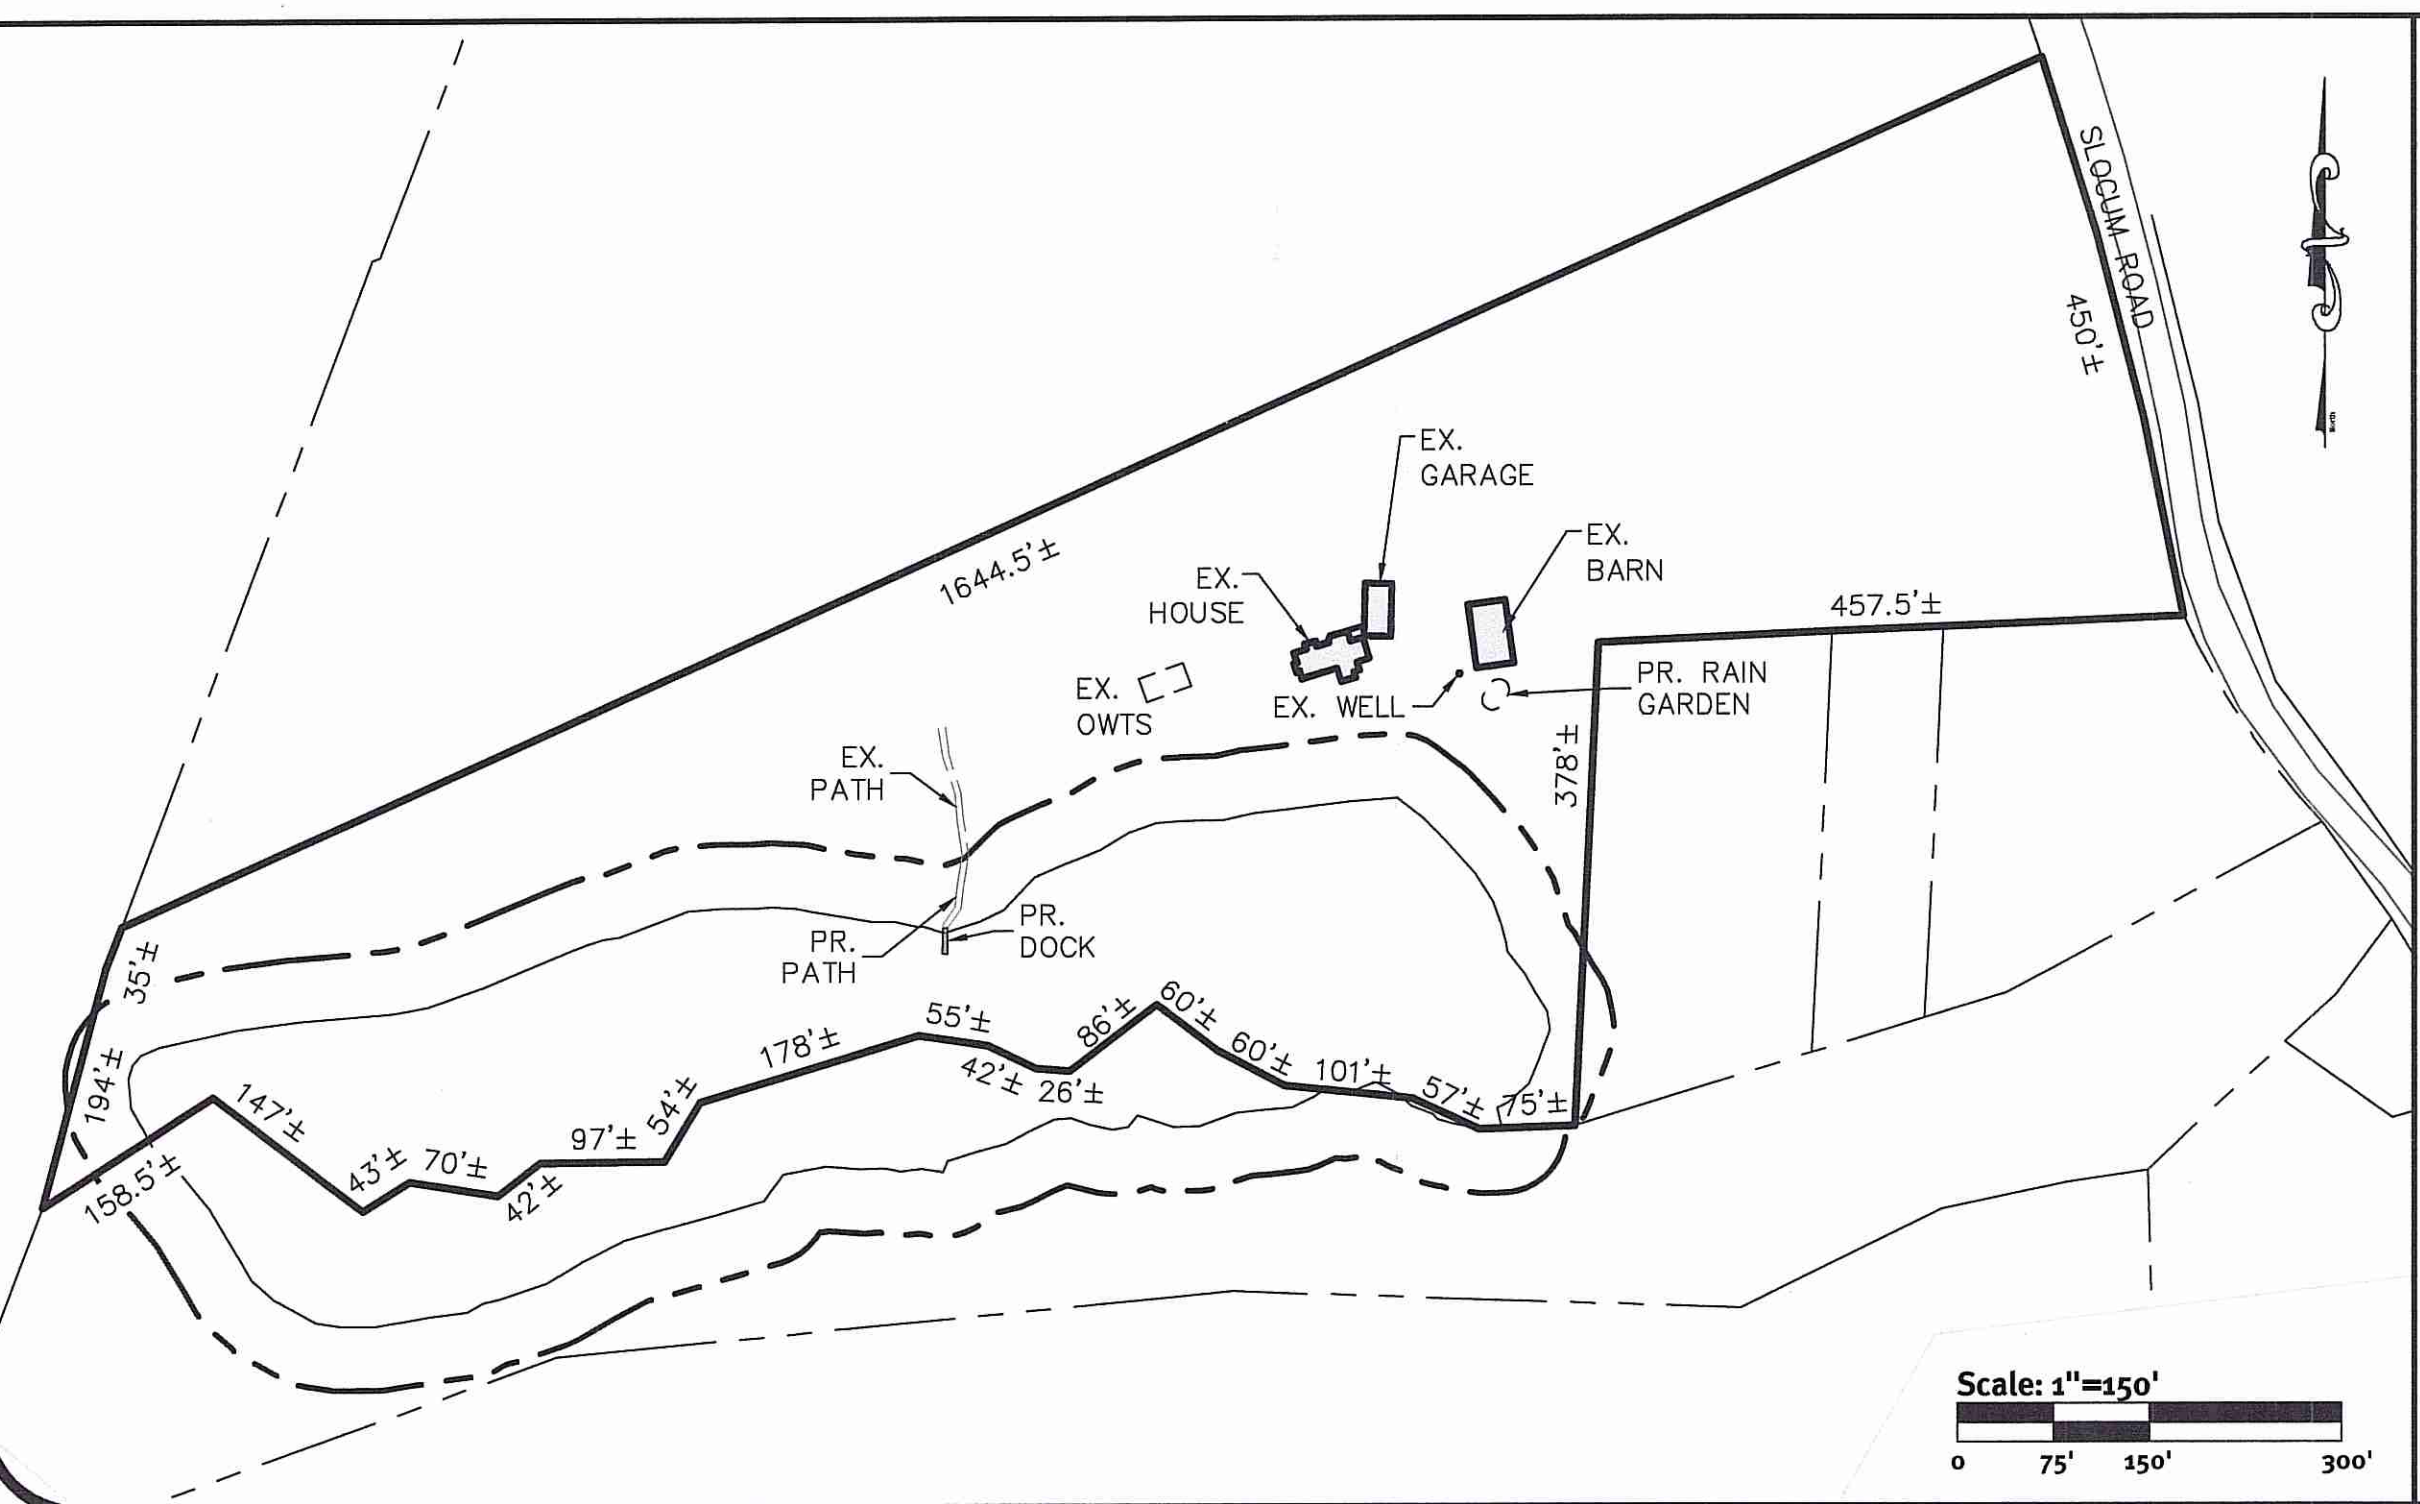 SLOCUM ROAD
450'±
North
EX.
GARAGE
EX.
BARN
1644.5'±
EX.
HOUSE
457.5'±
EX.
OWTS
EX. WELL
PR. RAIN
GARDEN
378'±
EX.
PATH
PR.
PATH
PR.
DOCK
35'±
194'±
158.5'±
147'±
43'±
70'±
42'±
97'±
54'±
178'±
55'±
42'±
26'±
86'±
60'±
60'±
101'±
57'±
75'±
Scale: 1"=150'
0 75' 150' 300'